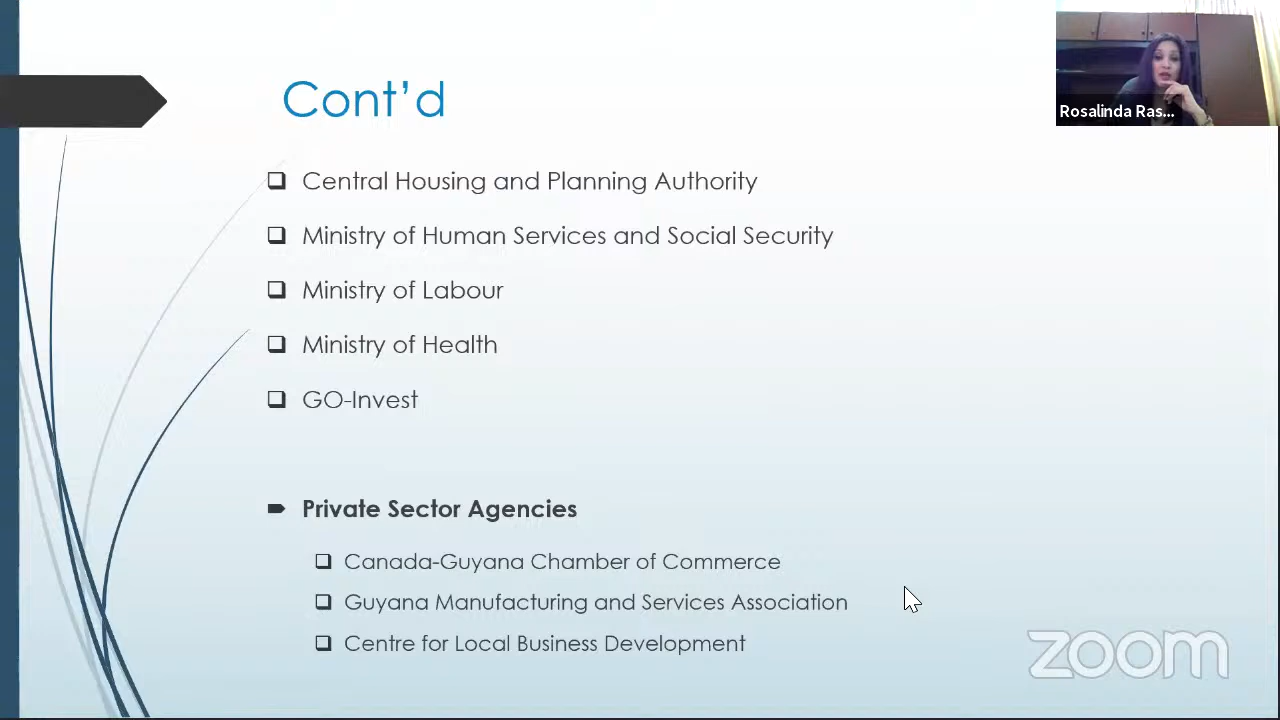 Cont’d
Rosalinda Ras...
Central Housing and Planning Authority
Ministry of Human Services and Social Security
Ministry of Labour
Ministry of Health
GO-Invest
Private Sector Agencies
Canada-Guyana Chamber of Commerce
Guyana Manufacturing and Services Association
Centre for Local Business Development
zoom